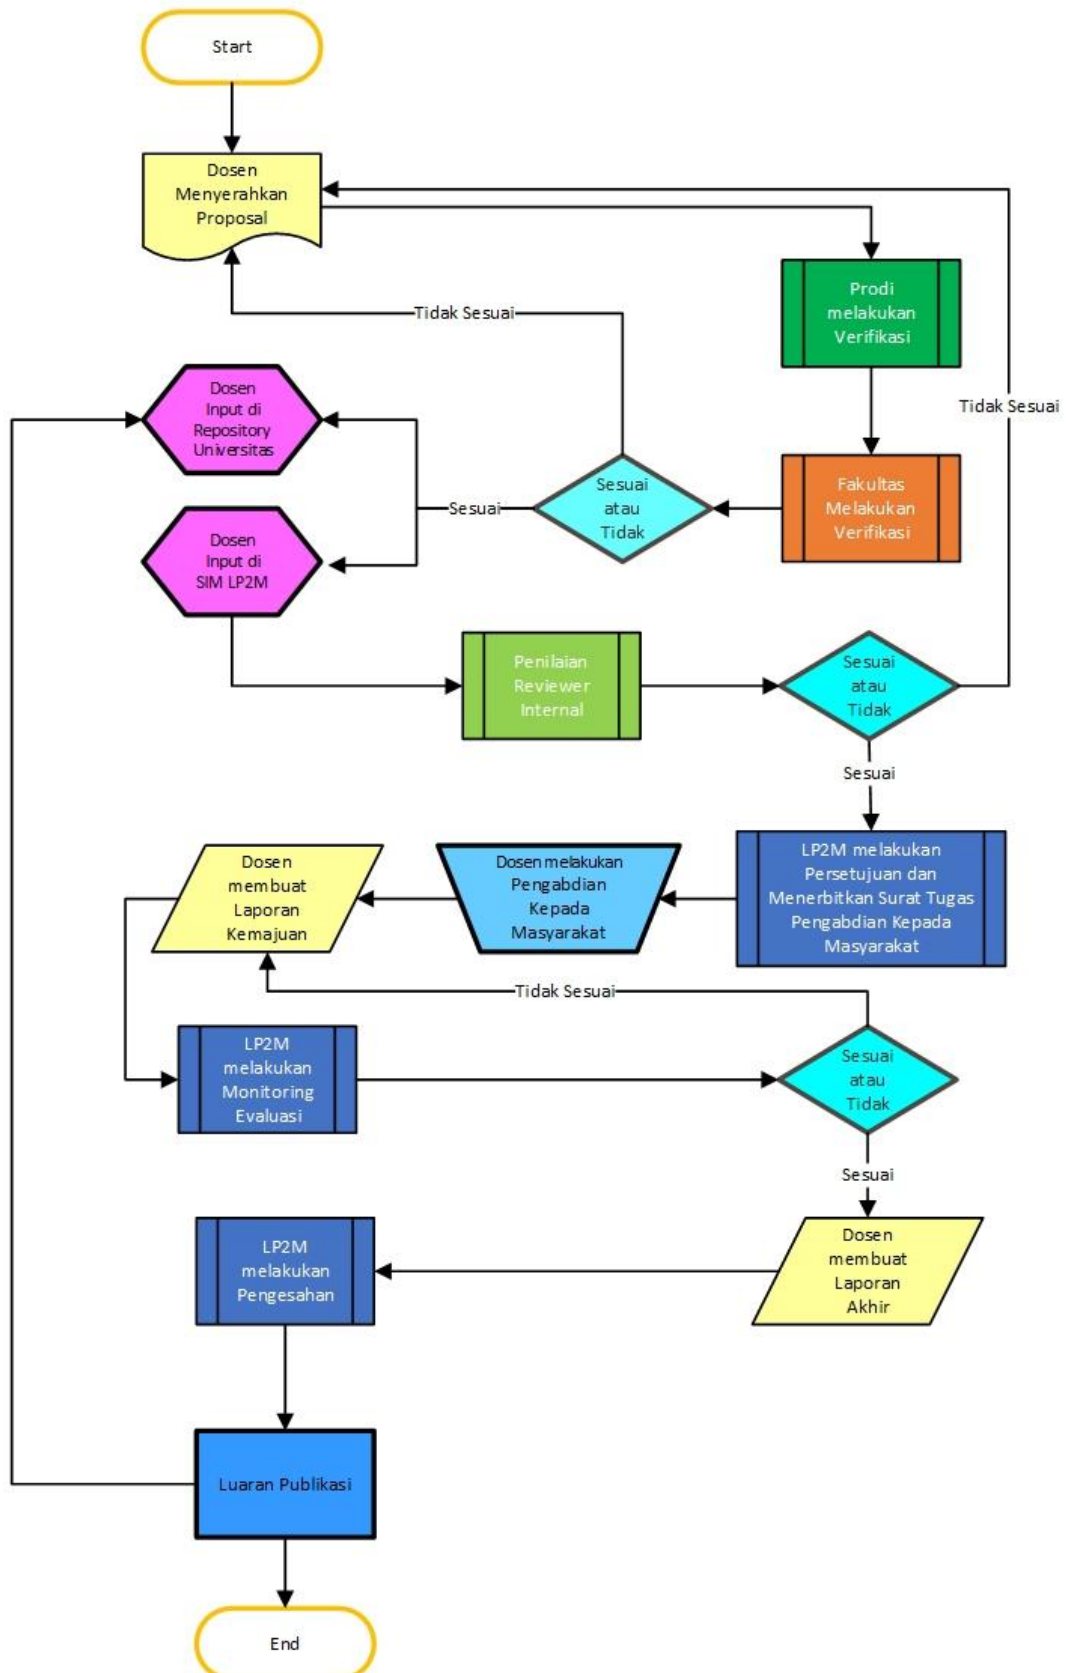 Start
Dosen
Menyerahkan
Proposal
Prodi
melakukan
Verifikasi
Tidak Sesuai
Dosen
Input di
Repository
Universitas
Tidak Sesuai
Fakultas
Melakukan
Verifikasi
Sesuai
atau
Tidak
Sesuai
Dosen
Input di
SIM LP2M
Penilaian
Reviewer
Internal
Sesuai
atau
Tidak
Sesuai
LP2M melakukan
Persetujuan dan
Menerbitkan Surat Tugas
Pengabdian Kepada
Masyarakat
Dosen melakukan
Pengabdian
Kepada
Masyarakat
Dosen
membuat
Laporan
Kemajuan
Tidak Sesuai
LP2M
melakukan
Monitoring
Evaluasi
Sesuai
atau
Tidak
Sesuai
Dosen
membuat
Laporan
Akhir
LP2M
melakukan
Pengesahan
Luaran Publikasi
End